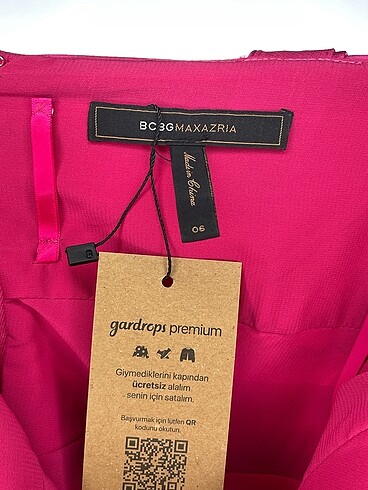 BCBGMAXAZRIA
Made in China
06
gardrops premium
Giymediklerini kapından
ücretsiz alalım,
senin için satalım.
Başvurmak için lütfen QR
kodunu okutun.